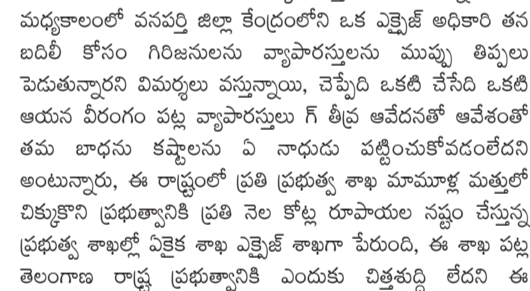 మధ్యకాలంలో వనపర్తి జిల్లా కేంద్రంలోని ఒక ఎక్సైజ్ అధికారి తన
బదిలీ కోసం గిరిజనులను వ్యాపారస్తులను ముప్పు తిప్పలు
పెడుతున్నారని విమర్శలు వస్తున్నాయి, చెప్పేది ఒకటి చేసేది ఒకటి
ఆయన వీరంగం పట్ల వ్యాపారస్తులు గ్ తీవ్ర ఆవేదనతో ఆవేశంతో
తమ బాధను కష్టాలను ఏ నాధుడు పట్టించుకోవడంలేదని
అంటున్నారు, ఈ రాష్ట్రంలో ప్రతి ప్రభుత్వ శాఖ మామూళ్ల మత్తులో
చిక్కుకొని ప్రభుత్వానికి ప్రతి నెల కోట్ల రూపాయల నష్టం చేస్తున్న
ప్రభుత్వ శాఖల్లో ఏకైక శాఖ ఎక్సైజ్ శాఖగా పేరుంది, ఈ శాఖ పట్ల
తెలంగాణ రాష్ట్ర ప్రభుత్వానికి ఎందుకు చిత్తశుద్ధి లేదని ఈ